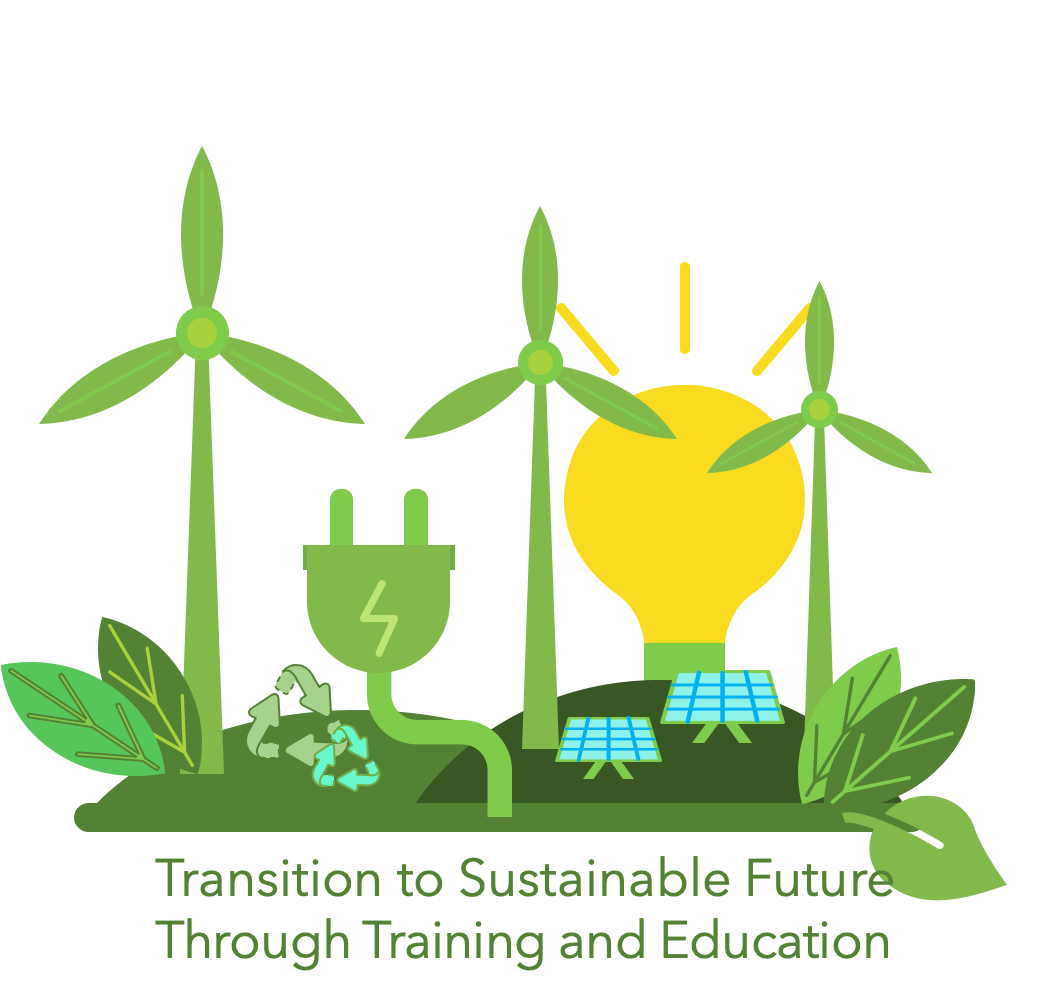 Transition to Sustainable Future
Through Training and Education